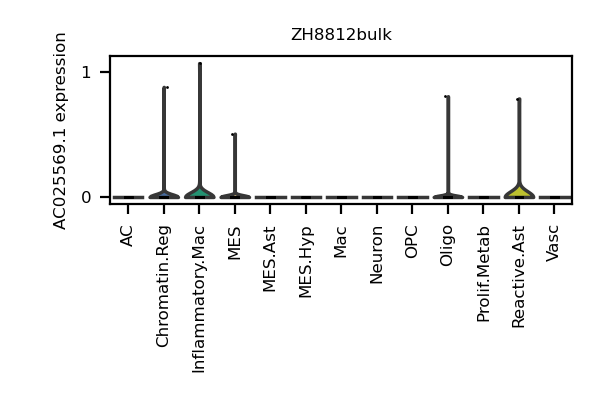 ZH8812bulk
AC025569.1 expression
1
0
AC
Chromatin.Reg
Inflammatory.Mac
MES
MES.Ast
MES.Hyp
Mac
Neuron
OPC
Oligo
Prolif.Metab
Reactive.Ast
Vasc